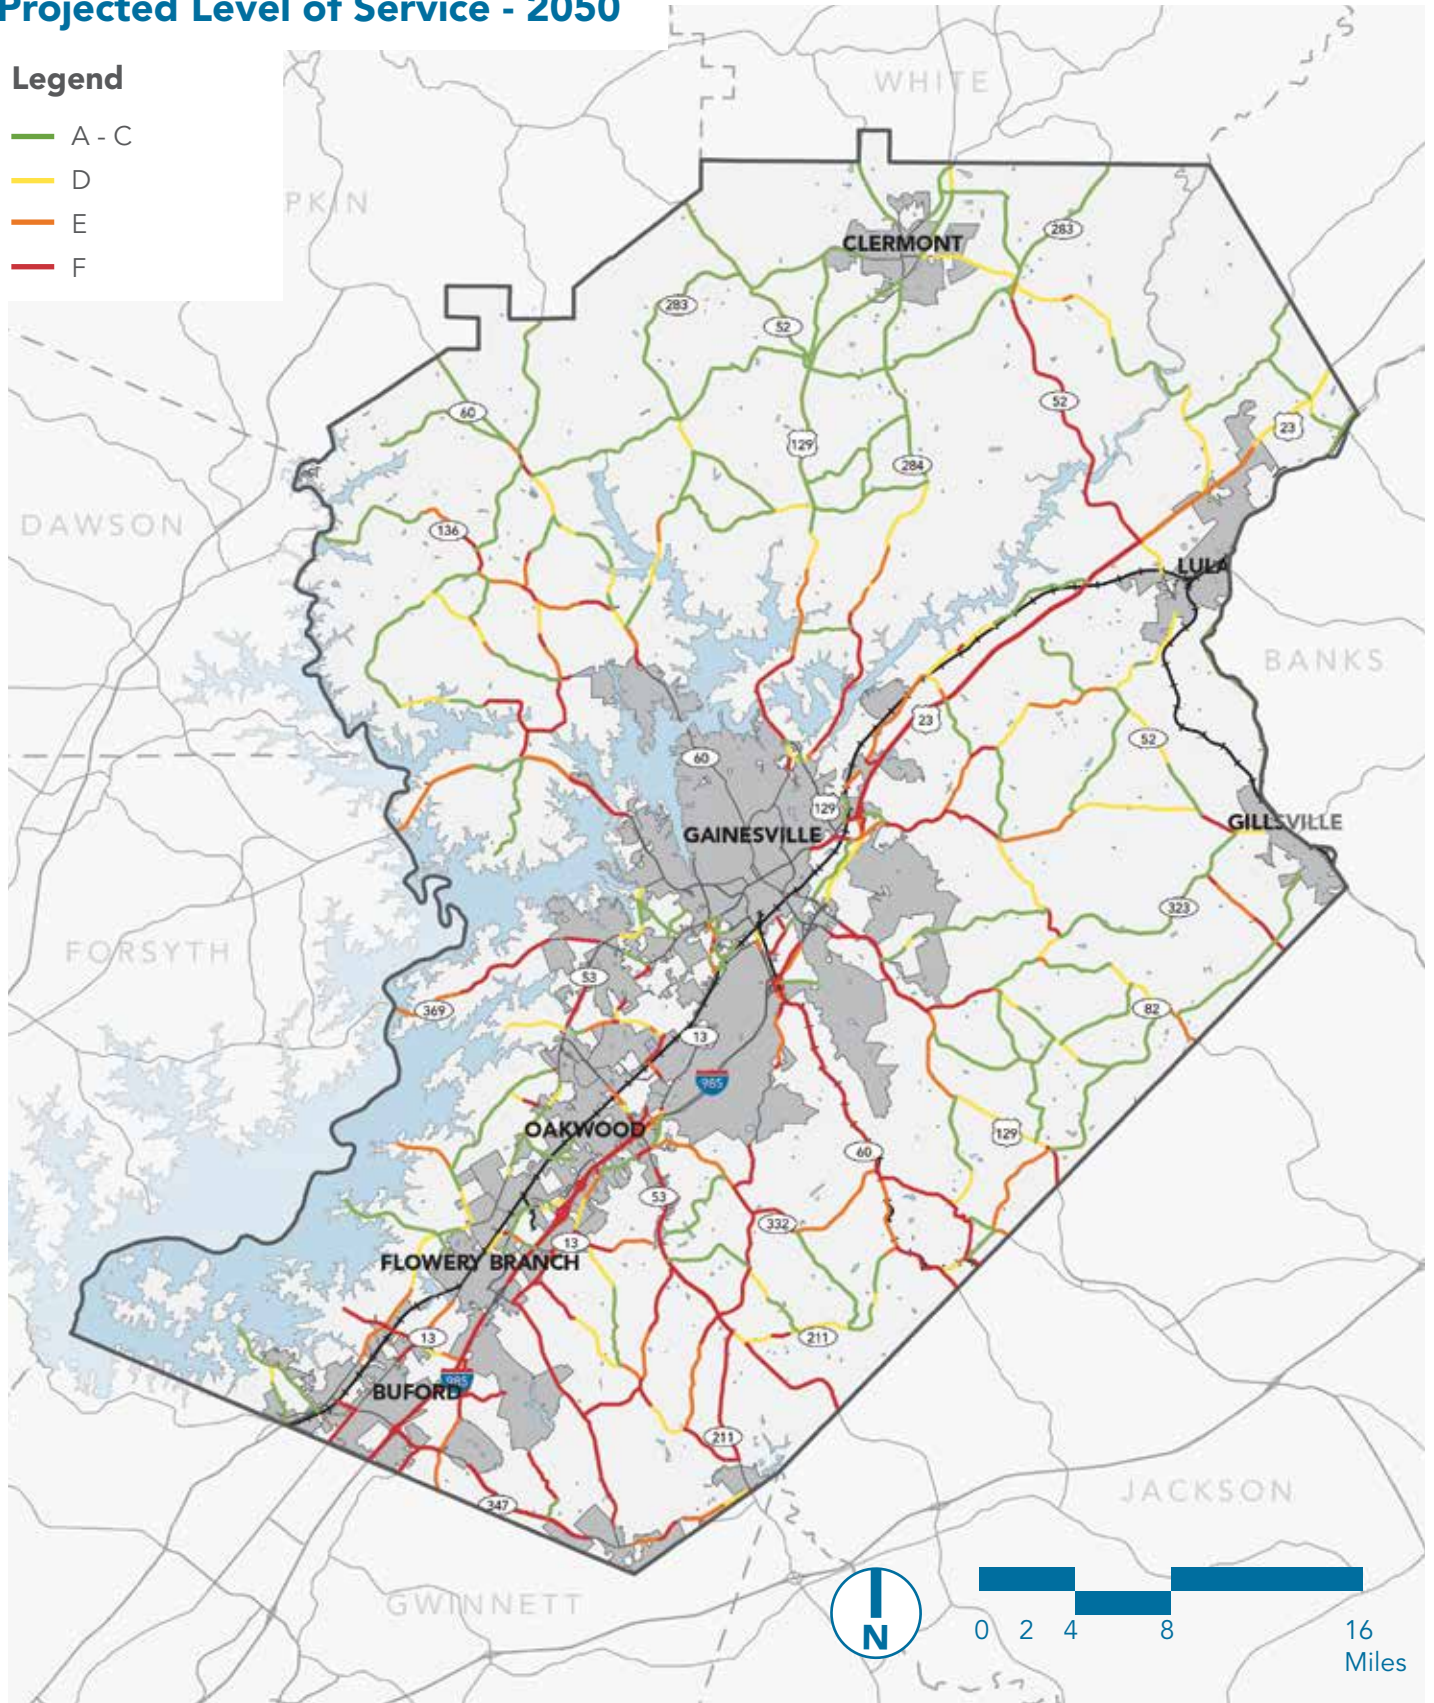 Projected Level of Service - 2050
Legend
A - C
D
E
F
WHITE
PKIN
CLERMONT
283
283
52
60
52
129
23
284
DAWSON
136
LULA
BANKS
23
52
60
129
GAINESVILLE
GILLSVILLE
323
FORSYTH
53
369
82
13
985
OAKWOOD
129
60
53
332
13
FLOWERY BRANCH
13
211
985
BUFORD
211
JACKSON
347
GWINNETT
N
0 2 4 8 16
Miles